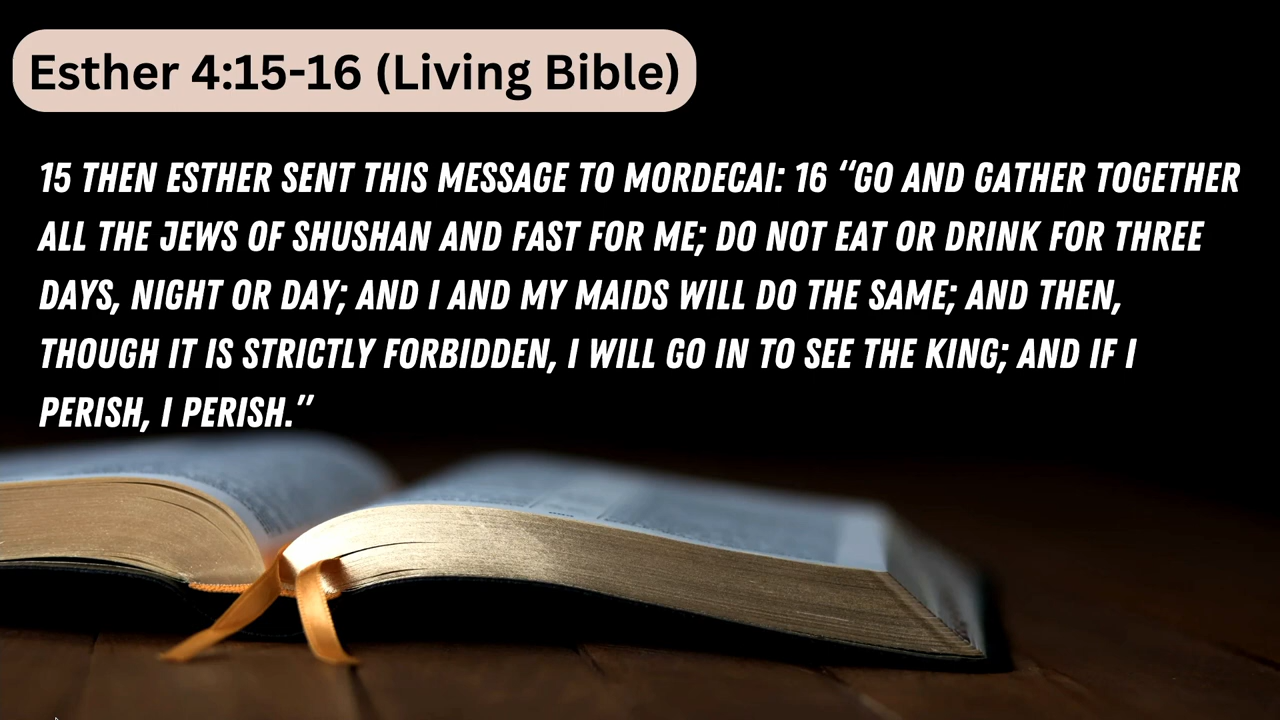 Esther 4:15-16 (Living Bible)
15 THEN ESTHER SENT THIS MESSAGE TO MORDECAI: 16 “GO AND GATHER TOGETHER
ALL THE JEWS OF SHUSHAN AND FAST FOR ME; DO NOT EAT OR DRINK FOR THREE
DAYS, NIGHT OR DAY; AND I AND MY MAIDS WILL DO THE SAME; AND THEN,
THOUGH IT IS STRICTLY FORBIDDEN, I WILL GO IN TO SEE THE KING; AND IF I
PERISH, I PERISH.”